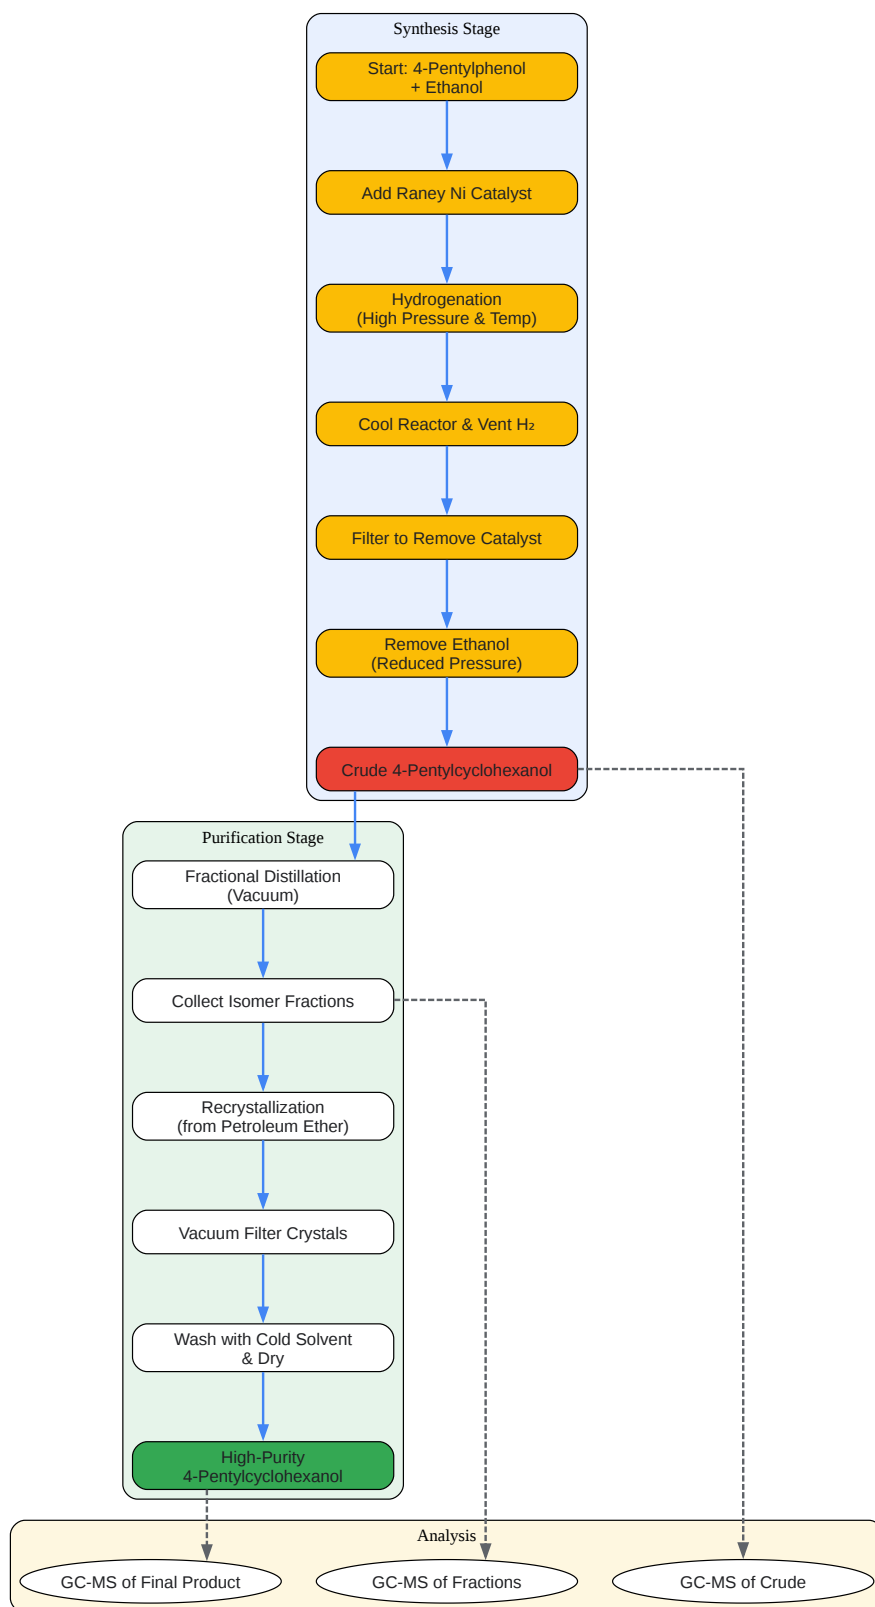 Synthesis Stage
Start: 4-Pentylphenol
+ Ethanol
Add Raney Ni Catalyst
Hydrogenation
(High Pressure & Temp)
Cool Reactor & Vent H₂
Filter to Remove Catalyst
Remove Ethanol
(Reduced Pressure)
Crude 4-Pentylcyclohexanol
Purification Stage
Fractional Distillation
(Vacuum)
Collect Isomer Fractions
Recrystallization
(from Petroleum Ether)
Vacuum Filter Crystals
Wash with Cold Solvent
& Dry
High-Purity
4-Pentylcyclohexanol
Analysis
GC-MS of Final Product
GC-MS of Fractions
GC-MS of Crude